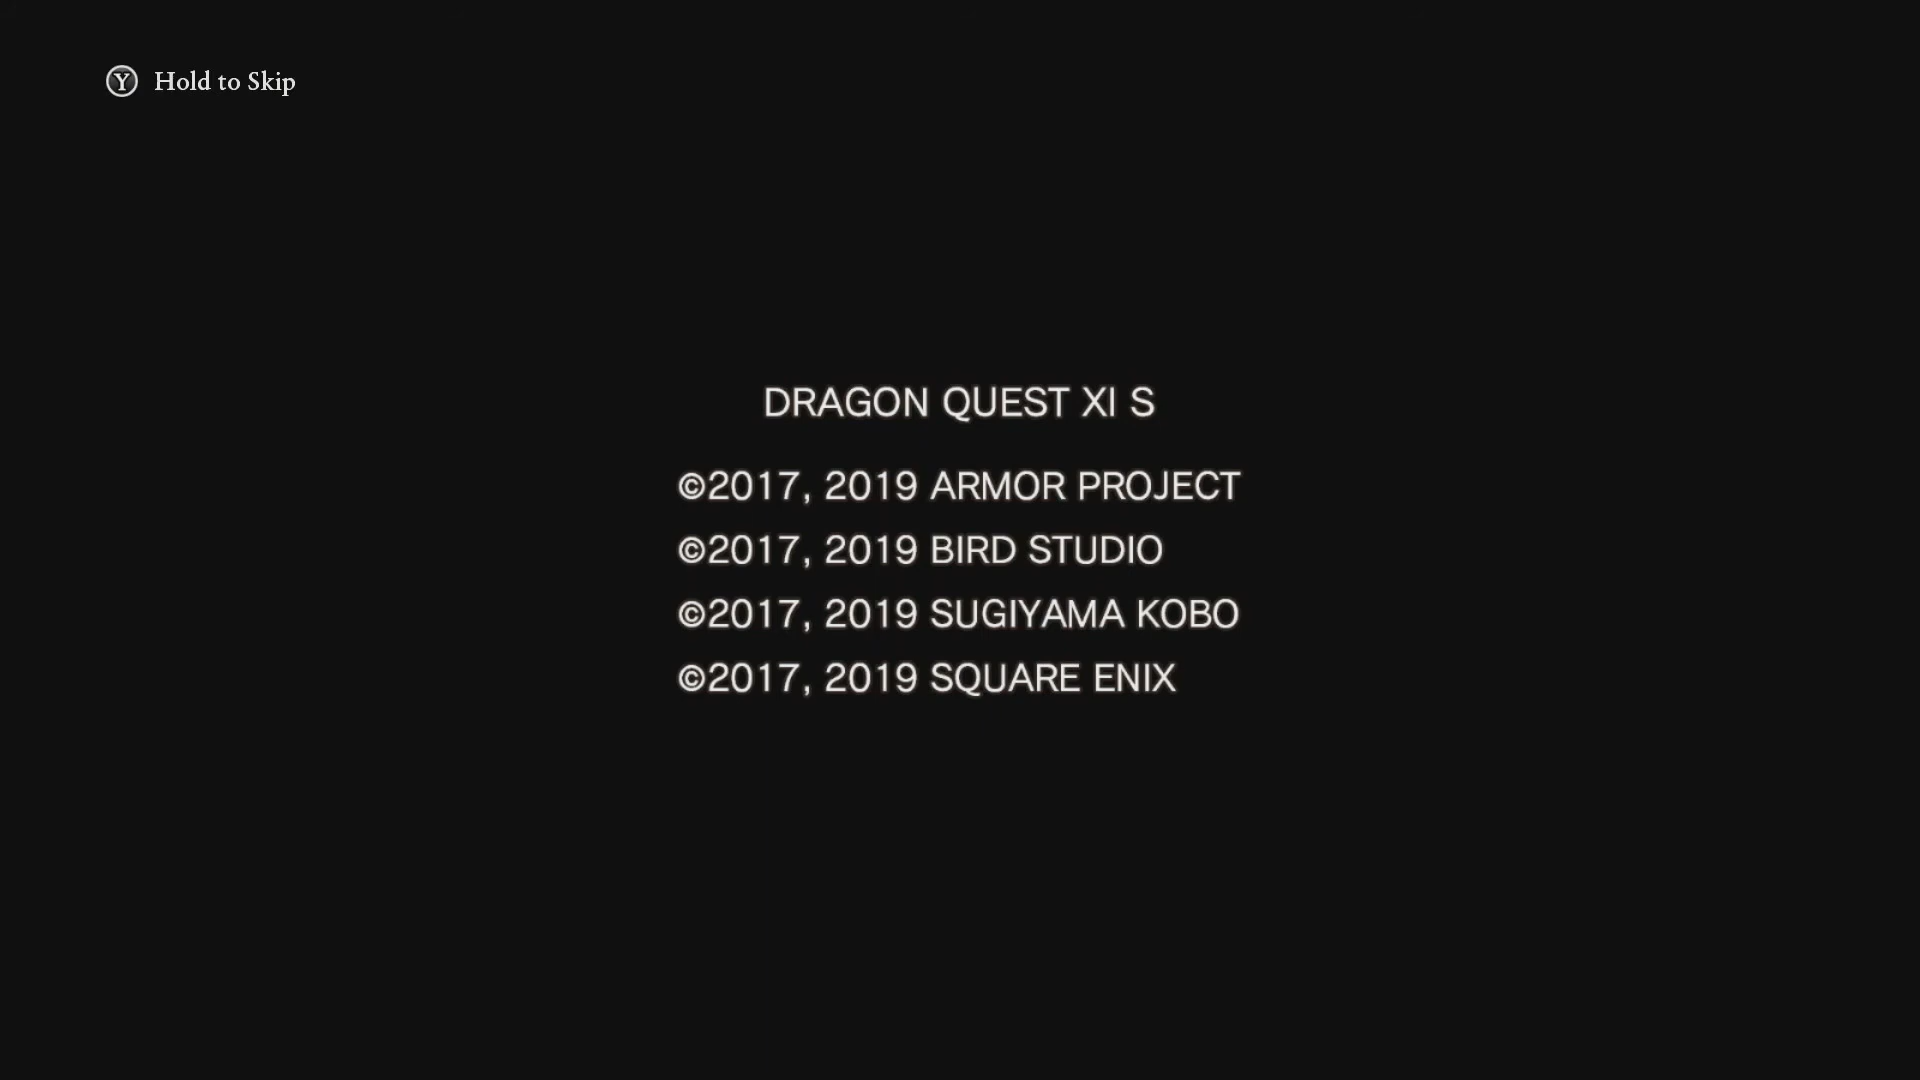 Ⓨ Hold to Skip
DRAGON QUEST XI S
©2017, 2019 ARMOR PROJECT
©2017, 2019 BIRD STUDIO
©2017, 2019 SUGIYAMA KOBO
©2017, 2019 SQUARE ENIX